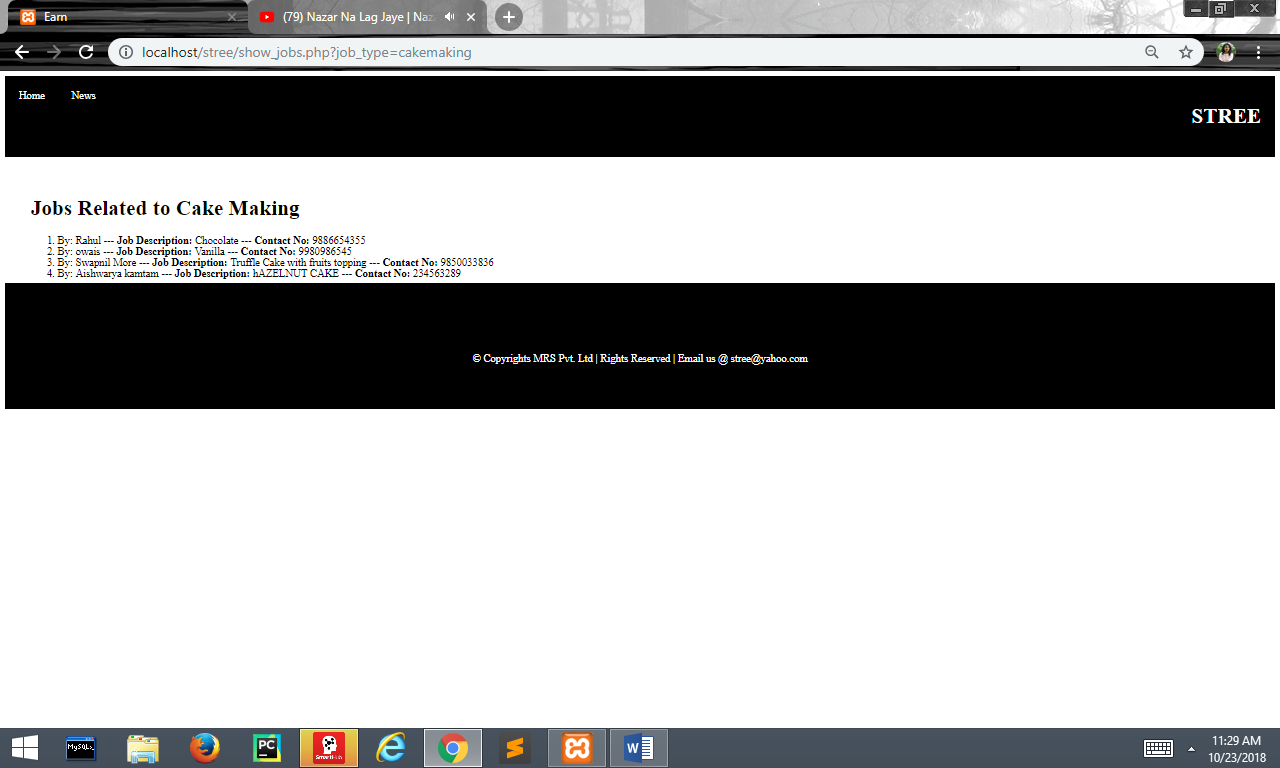 Earn
(79) Nazar Na Lag Jaye | Naz
localhost/stree/show_jobs.php?job_type=cakemaking
Home News
STREE
Jobs Related to Cake Making
1. By: Rahul --- Job Description: Chocolate --- Contact No: 9886654355
2. By: owais --- Job Description: Vanilla --- Contact No: 9980986545
3. By: Swapnil More --- Job Description: Truffle Cake with fruits topping --- Contact No: 9850033836
4. By: Aishwarya kamtam --- Job Description: hAZELNUT CAKE --- Contact No: 234563289
© Copyrights MRS Pvt. Ltd | Rights Reserved | Email us @ stree@yahoo.com
MySQL
PC
W
11:29 AM
10/23/2018